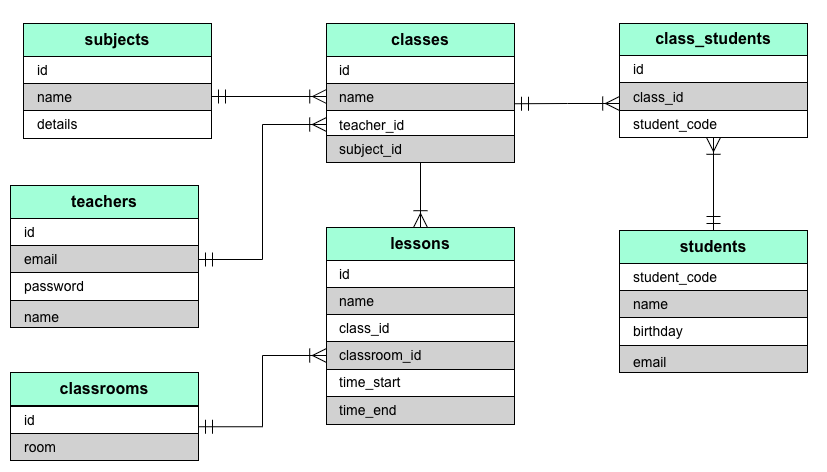 subjects
id
name
details
classes
id
name
teacher_id
subject_id
class_students
id
class_id
student_code
teachers
id
email
password
name
lessons
id
name
class_id
classroom_id
time_start
time_end
students
student_code
name
birthday
email
classrooms
id
room